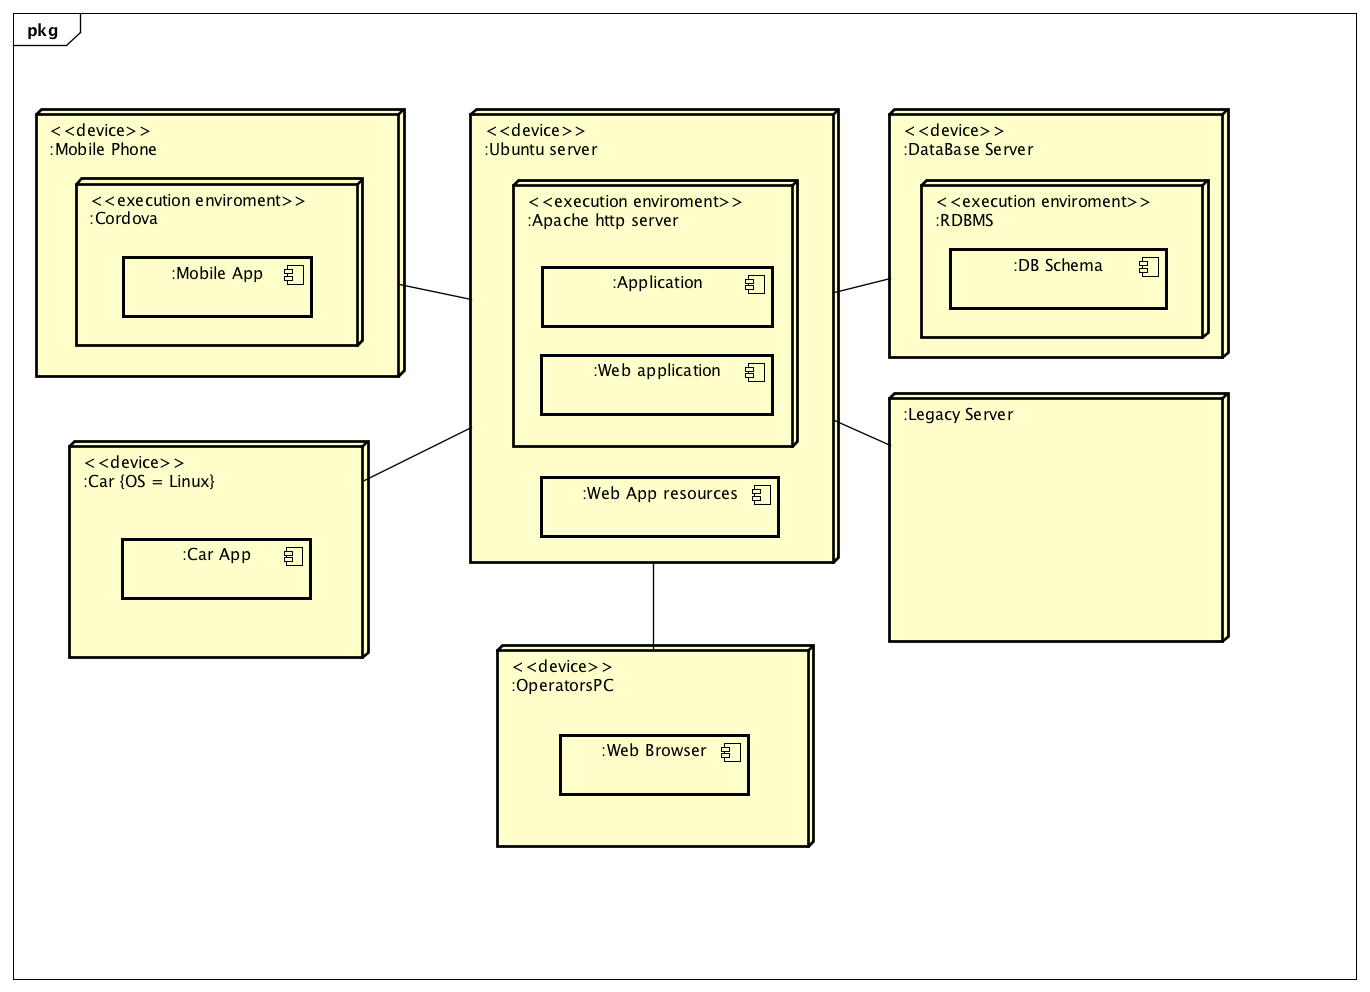 pkg
<<device>>
:Mobile Phone
<<execution enviroment>>
:Cordova
:Mobile App
<<device>>
:Ubuntu server
<<execution enviroment>>
:Apache http server
:Application
:Web application
:Web App resources
<<device>>
:DataBase Server
<<execution enviroment>>
:RDBMS
:DB Schema
<<device>>
:Car {OS = Linux}
:Car App
:Legacy Server
<<device>>
:OperatorsPC
:Web Browser